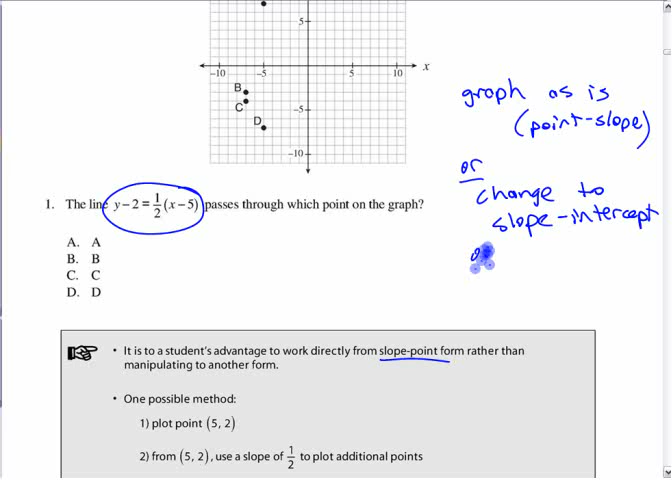 5
-10
-5
5
10
x
B
C
-5
D
-10
graph as is
(point-slope)
or
change to
slope-intercept
1. The line y − 2 = 1/2 (x − 5) passes through which point on the graph?
A. A
B. B
C. C
D. D
• It is to a student's advantage to work directly from slope-point form rather than
manipulating to another form.
• One possible method:
1) plot point (5, 2)
2) from (5, 2), use a slope of 1/2 to plot additional points